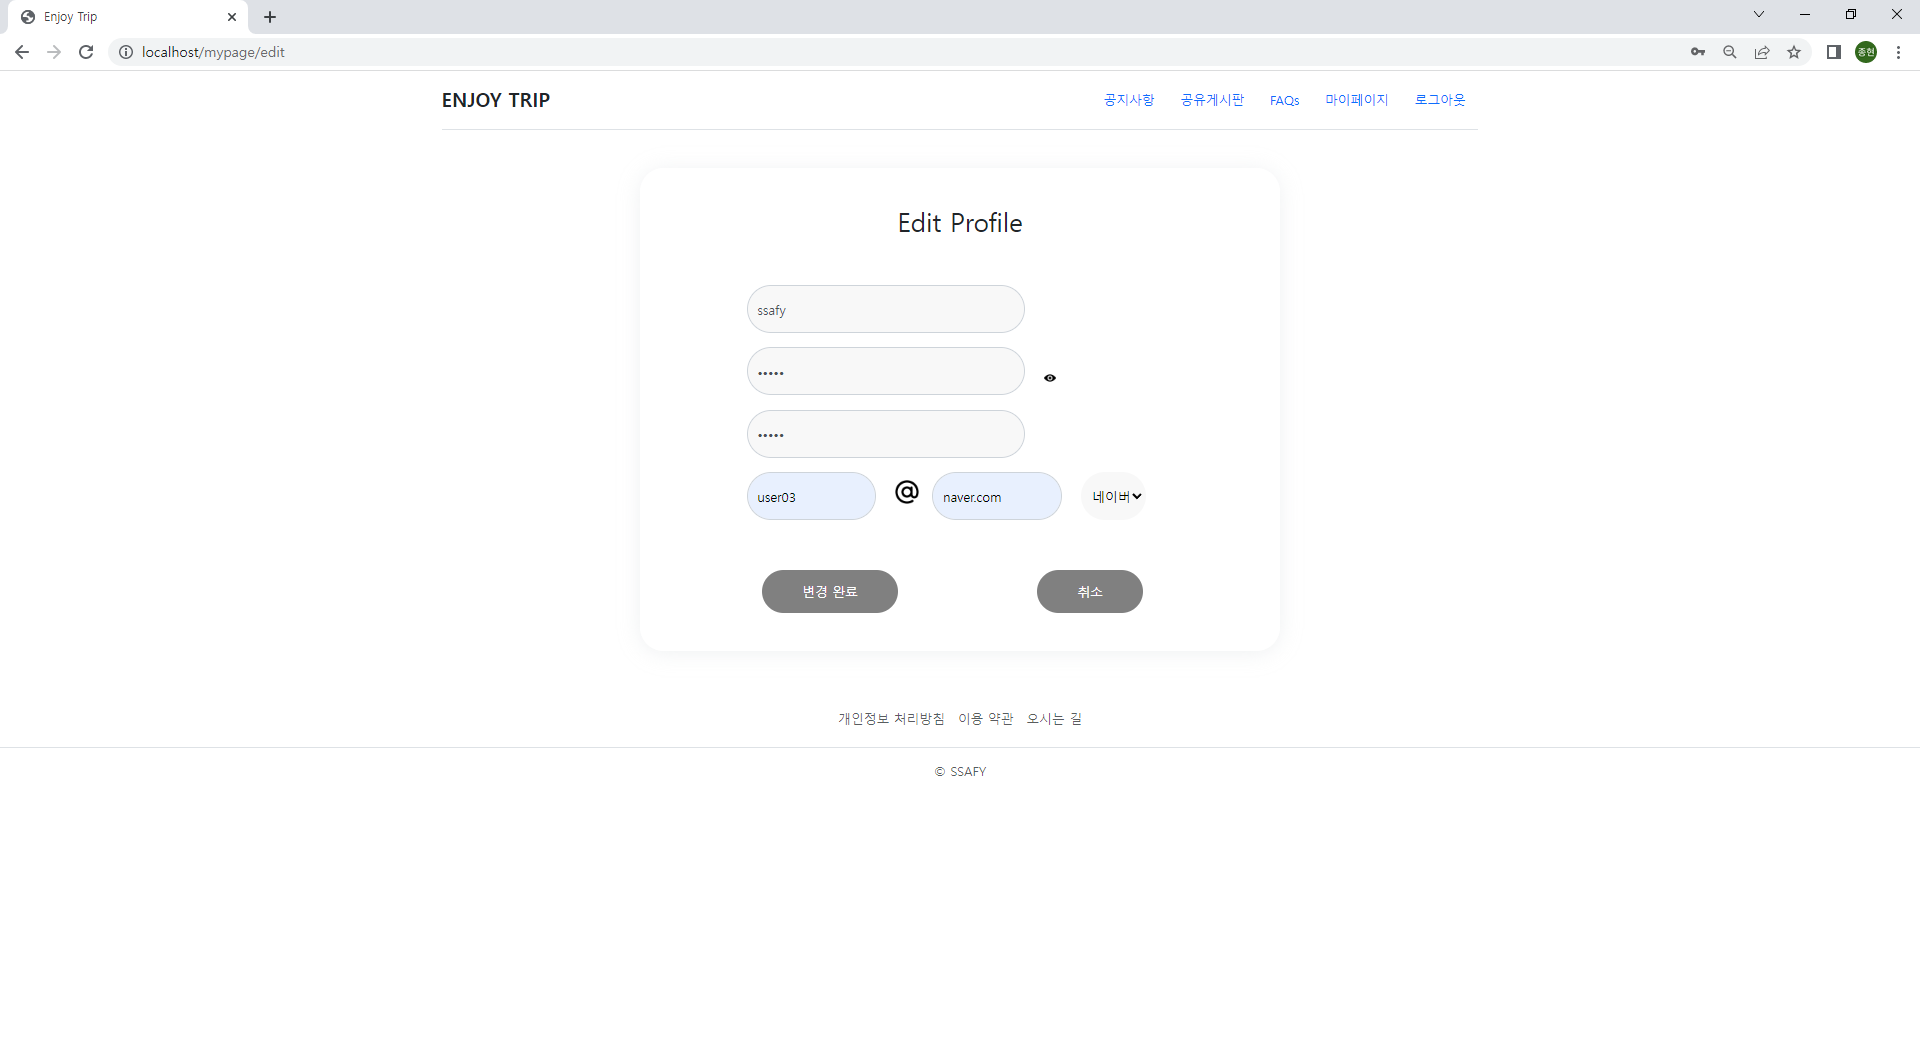 Enjoy Trip
localhost/mypage/edit
종현
ENJOY TRIP 공지사항 공유게시판 FAQs 마이페이지 로그아웃
Edit Profile
ssafy
•••••
•••••
user03 @ naver.com 네이버
변경 완료 취소
개인정보 처리방침 이용 약관 오시는 길
© SSAFY